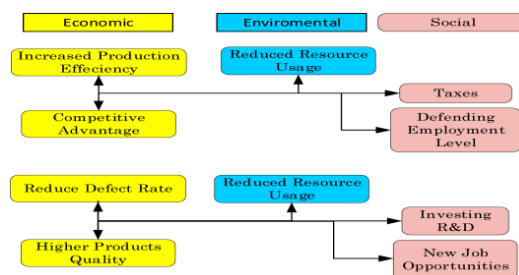 Economic
Enviromental
Social
Increased Production
Effeciency
Reduced Resource
Usage
Taxes
Competitive
Advantage
Defending
Employment
Level
Reduce Defect Rate
Reduced Resource
Usage
Investing
R&D
Higher Products
Quality
New Job
Opportunities